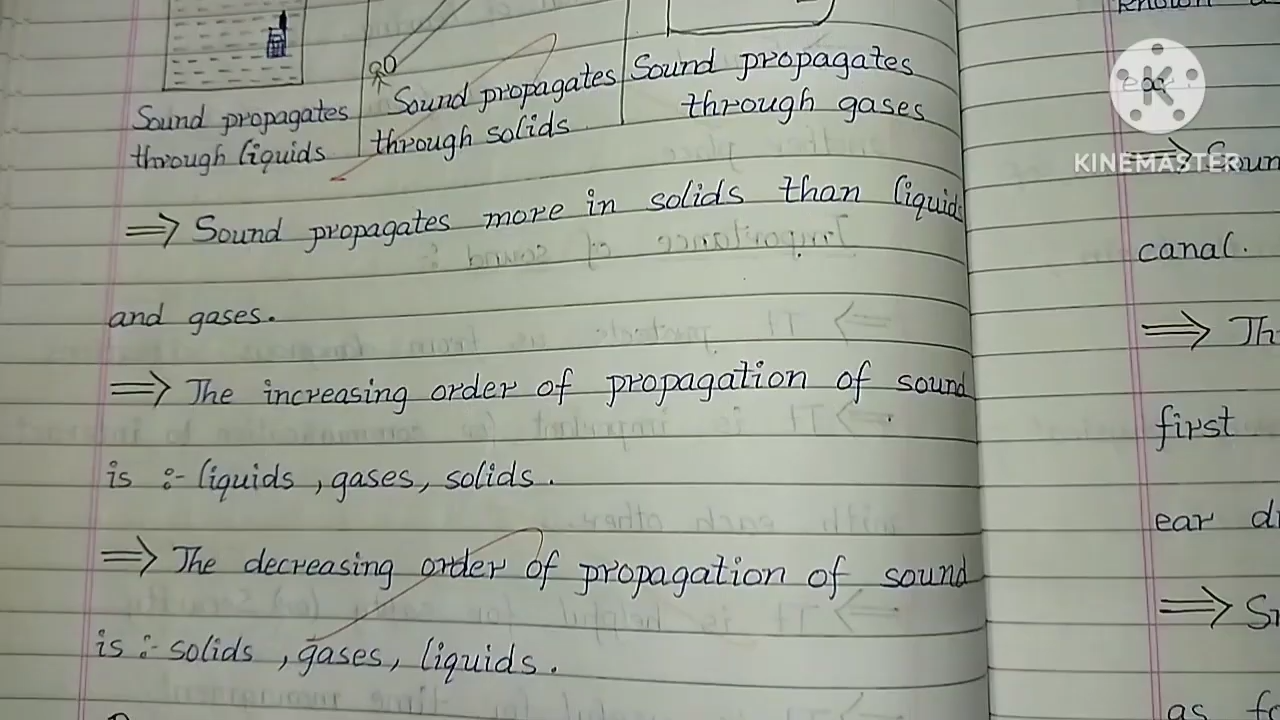 Sound propagates
through liquids
Sound propagates
through solids
Sound propagates
through gases
⇒ Sound propagates more in solids than liquids
and gases.
⇒ The increasing order of propagation of sound
is :- liquids, gases, solids.
⇒ The decreasing order of propagation of sound
is :- solids, gases, liquids.
KINEMASTER
canal.
⇒ Th
first
ear
⇒
as